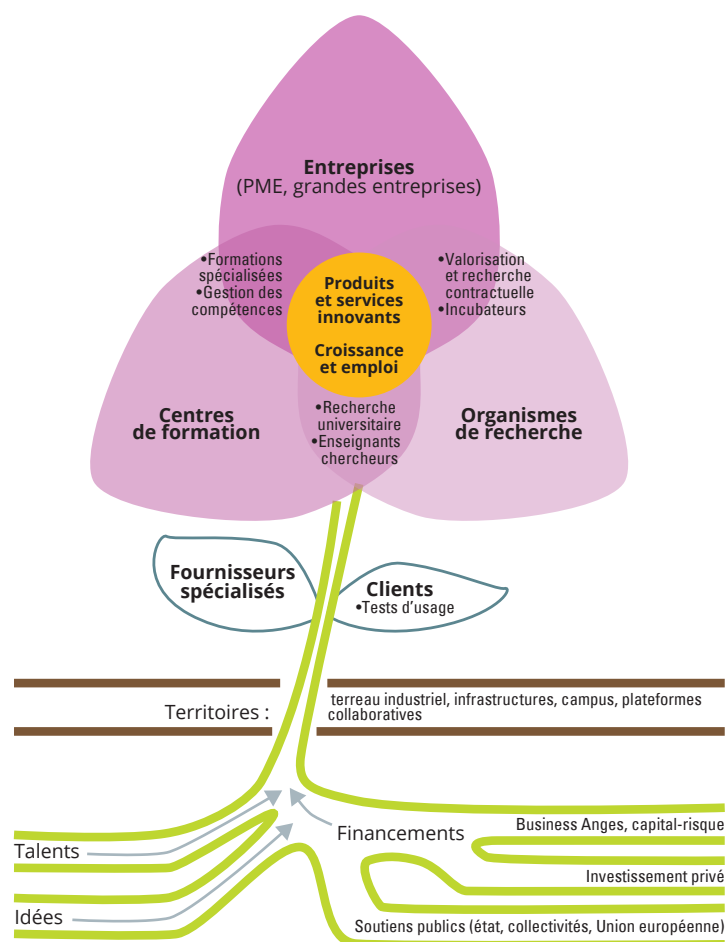 Entreprises
(PME, grandes entreprises)
•Formations
spécialisées
•Gestion des
compétences
Produits
et services
innovants
Croissance
et emploi
•Valorisation
et recherche
contractuelle
•Incubateurs
Centres
de formation
•Recherche
universitaire
•Enseignants
chercheurs
Organismes
de recherche
Fournisseurs
spécialisés
Clients
•Tests d'usage
Territoires :
terreau industriel, infrastructures, campus, plateformes
collaboratives
Talents
Idées
Financements
Business Anges, capital-risque
Investissement privé
Soutiens publics (état, collectivités, Union européenne)